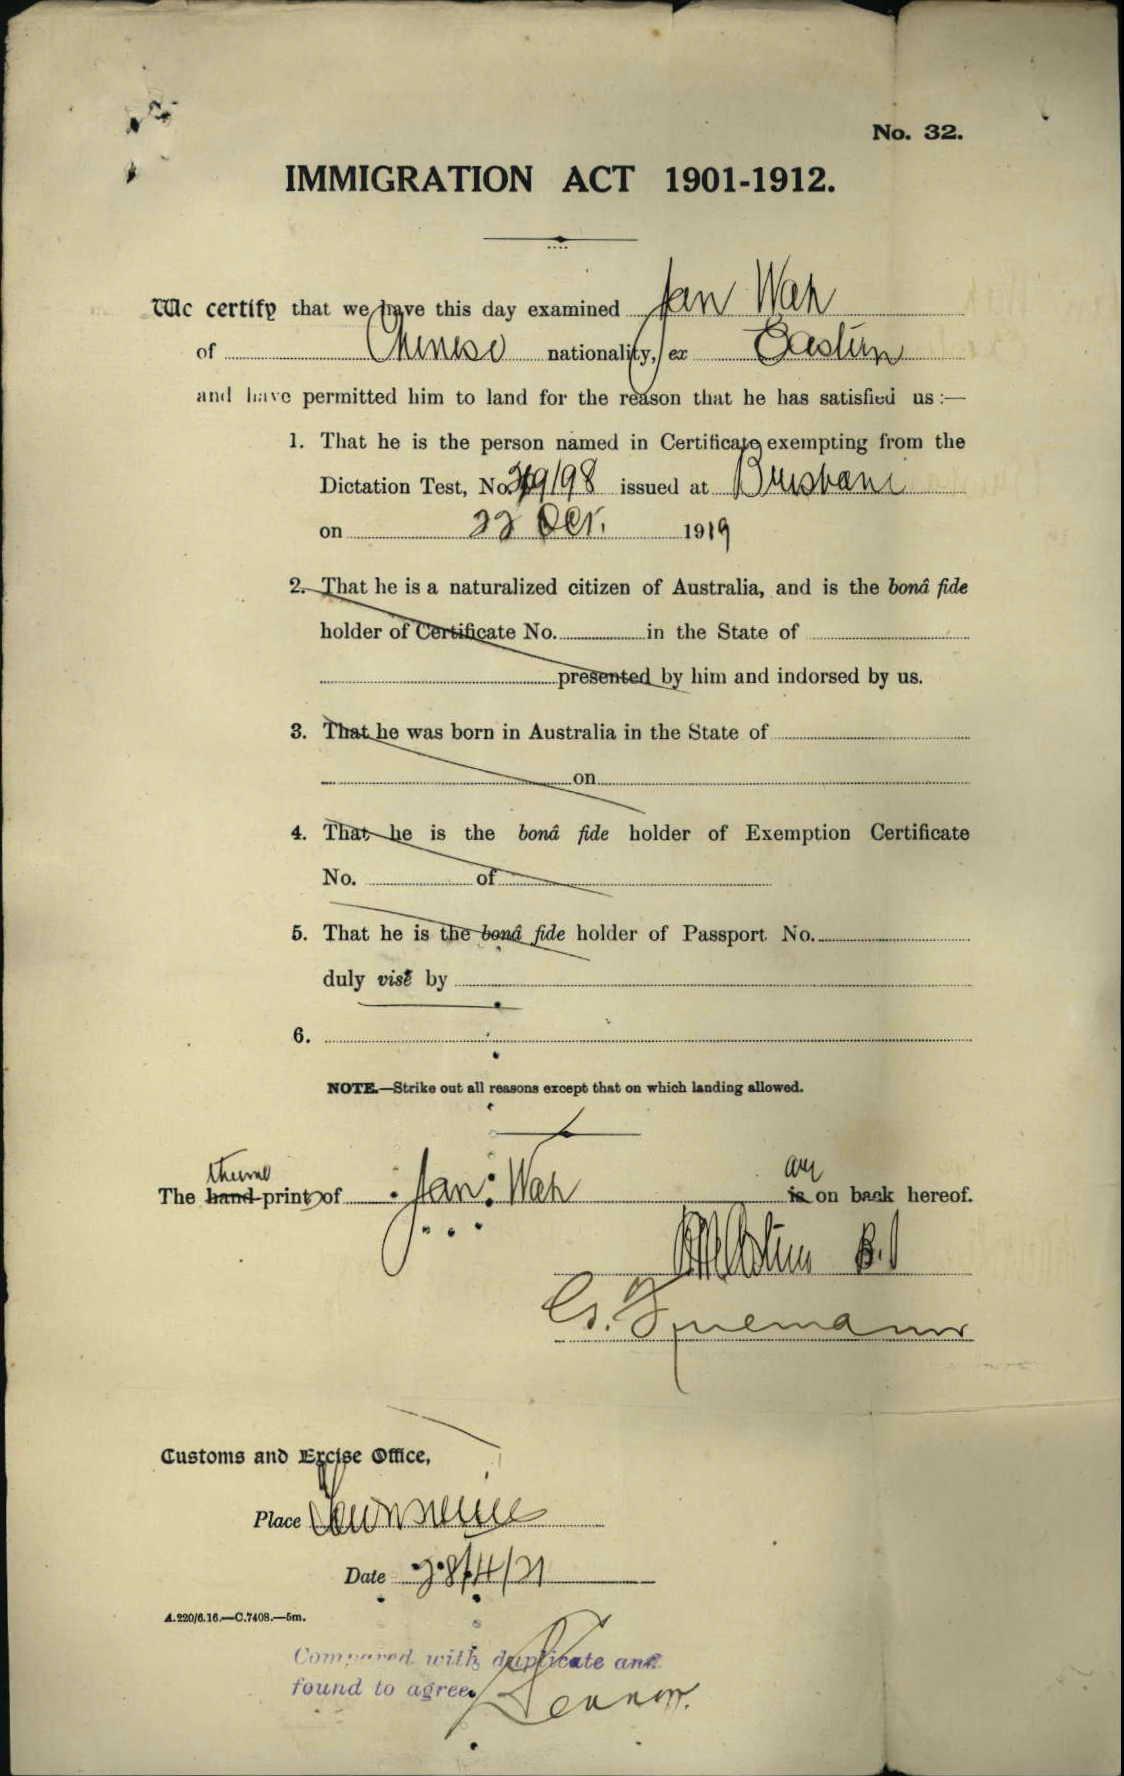 No. 32.
IMMIGRATION ACT 1901-1912.
We certify that we have this day examined Jan Wah
of Chinese nationality, ex Eastern
and have permitted him to land for the reason that he has satisfied us :—
1. That he is the person named in Certificate exempting from the
Dictation Test, No. /98 issued at Brisbane
on 22 Oct. 1919
2. That he is a naturalized citizen of Australia, and is the bonâ fide
holder of Certificate No. in the State of
presented by him and indorsed by us.
3. That he was born in Australia in the State of
on
4. That he is the bonâ fide holder of Exemption Certificate
No. of
5. That he is the bonâ fide holder of Passport No.
duly visé by
6.
NOTE.—Strike out all reasons except that on which landing allowed.
The hand-print of Jan Wah is on back hereof.
Customs and Excise Office,
Place Townsville
Date 28/4/21
A.220/6.16.—C.7408.—5m.
Compared with duplicate and
found to agree.